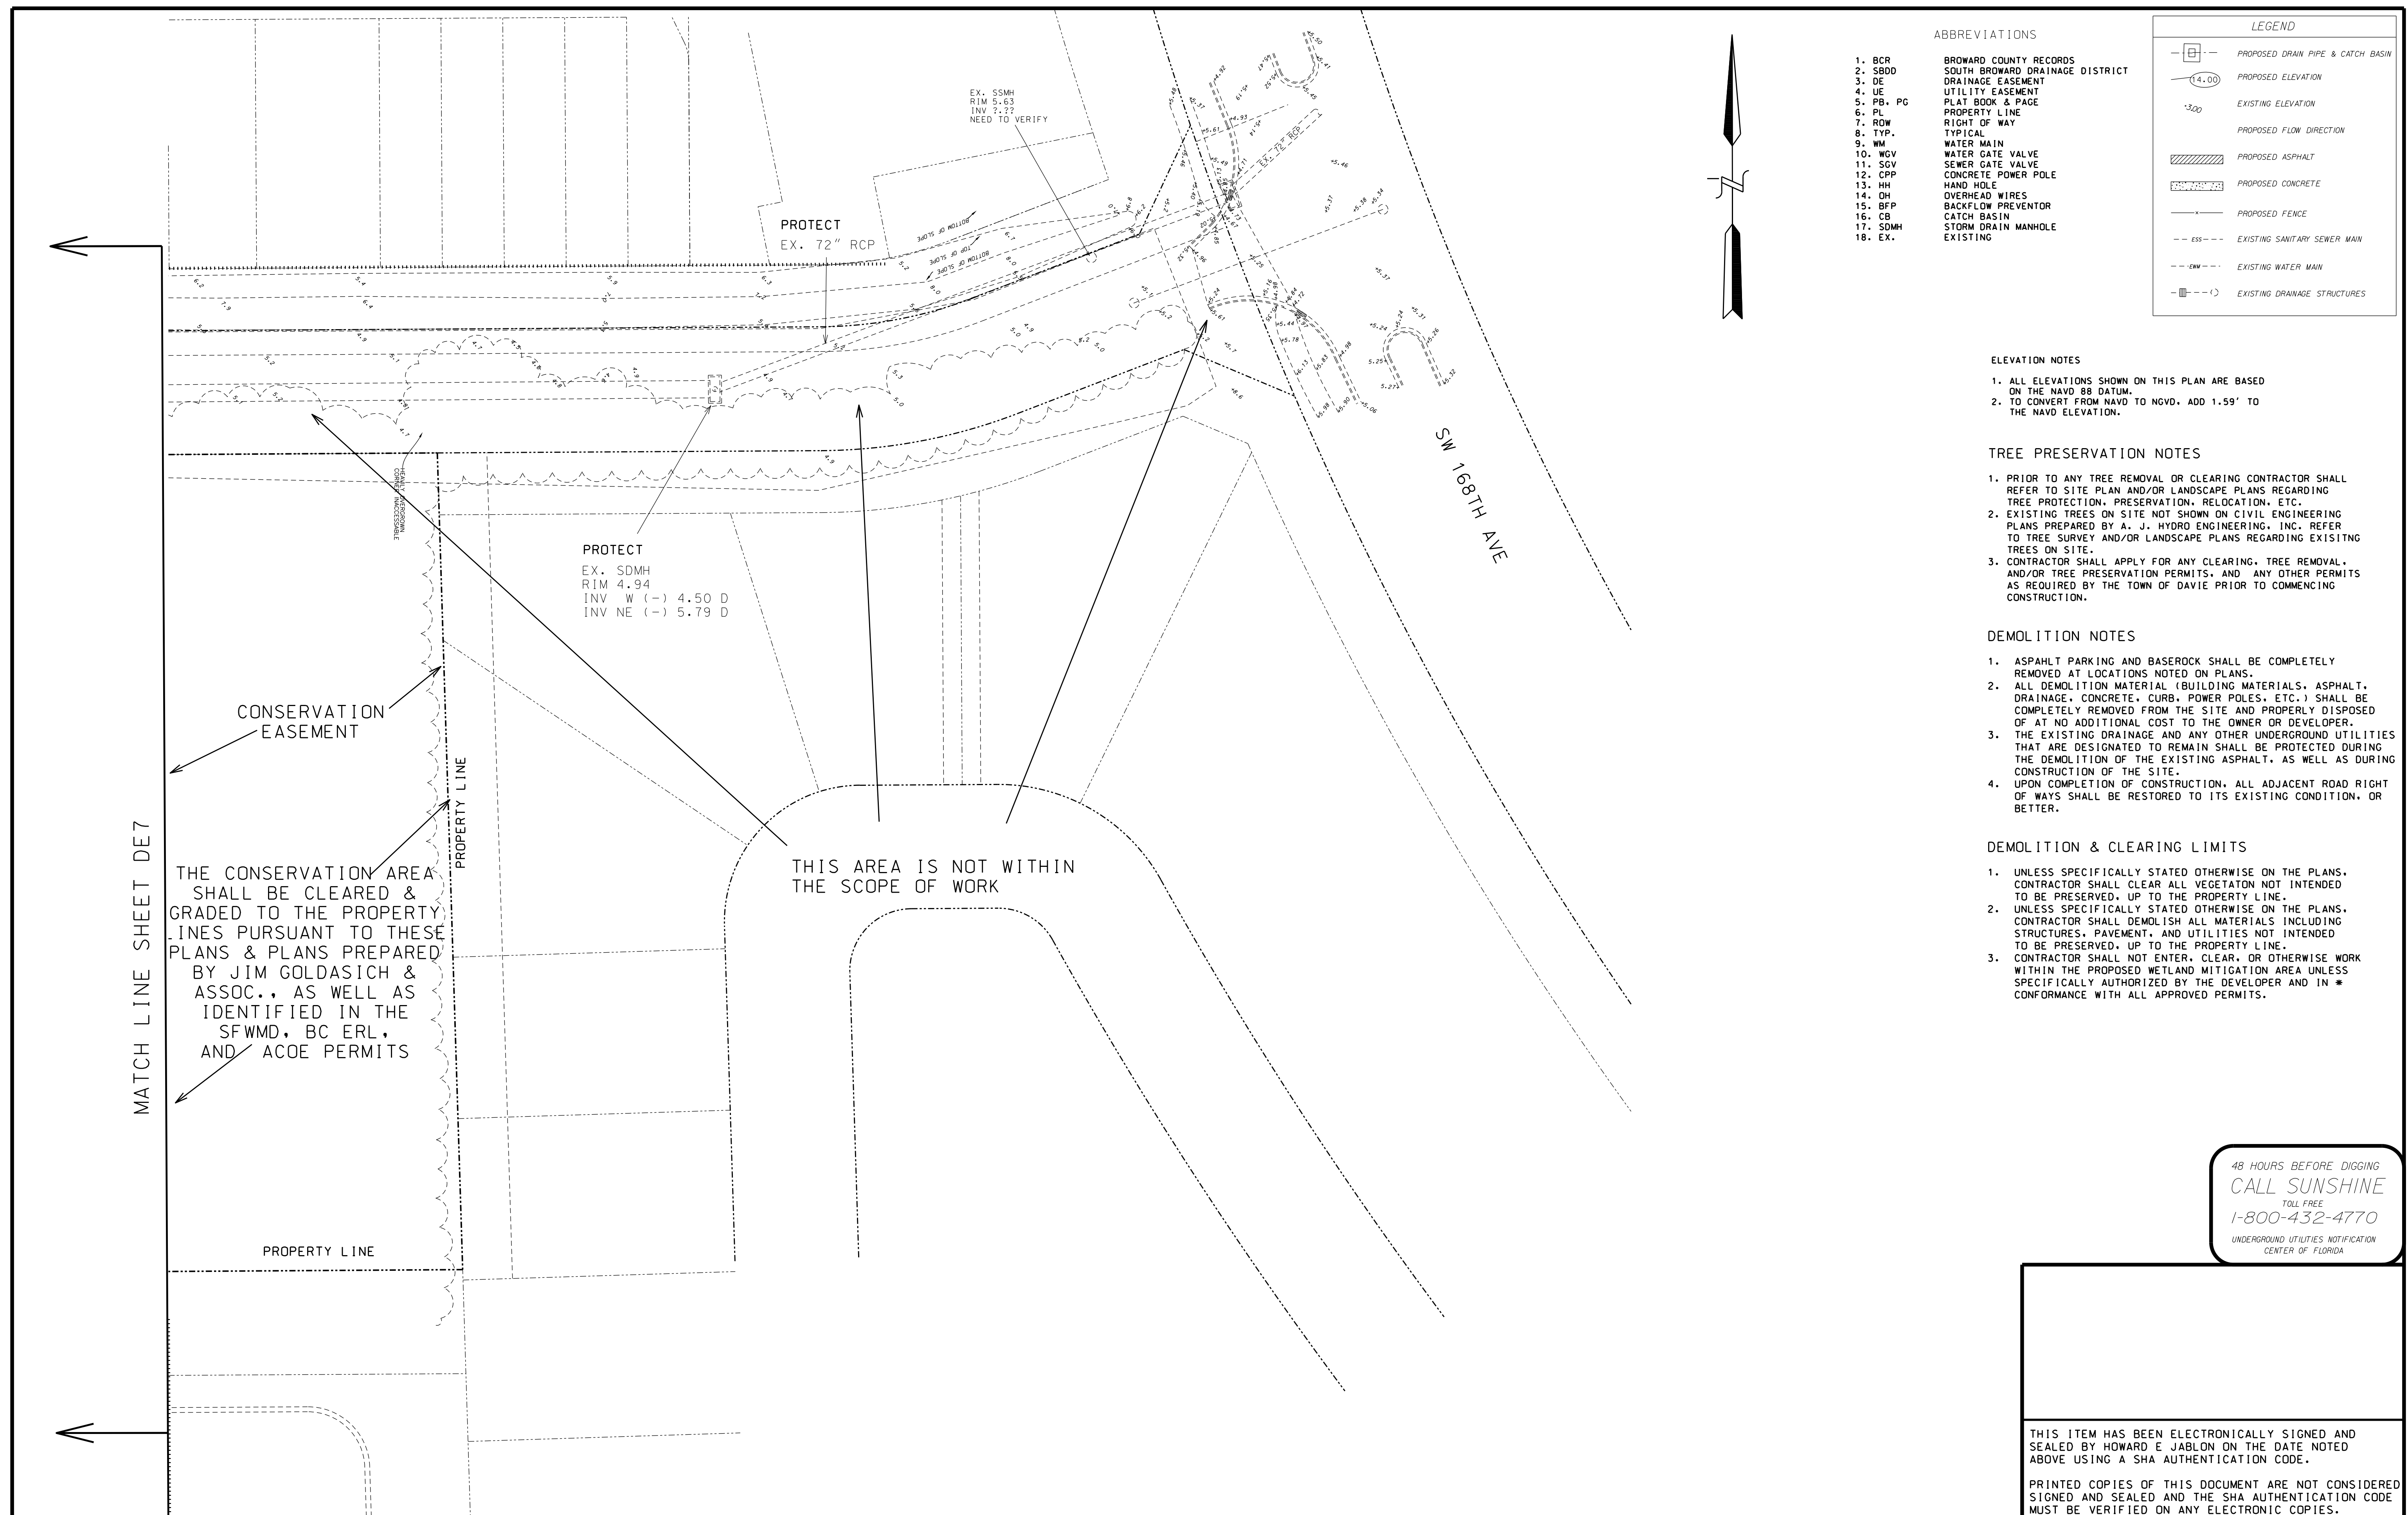 ABBREVIATIONS
1. BCR BROWARD COUNTY RECORDS
2. SBDD SOUTH BROWARD DRAINAGE DISTRICT
3. DE DRAINAGE EASEMENT
4. UE UTILITY EASEMENT
5. PB. PG PLAT BOOK & PAGE
6. PL PROPERTY LINE
7. ROW RIGHT OF WAY
8. TYP. TYPICAL
9. WM WATER MAIN
10. WGV WATER GATE VALVE
11. SGV SEWER GATE VALVE
12. CPP CONCRETE POWER POLE
13. HH HAND HOLE
14. OH OVERHEAD WIRES
15. BFP BACKFLOW PREVENTOR
16. CB CATCH BASIN
17. SDMH STORM DRAIN MANHOLE
18. EX. EXISTING
LEGEND
PROPOSED DRAIN PIPE & CATCH BASIN
14.00 PROPOSED ELEVATION
+3.00 EXISTING ELEVATION
PROPOSED FLOW DIRECTION
PROPOSED ASPHALT
PROPOSED CONCRETE
PROPOSED FENCE
ESS EXISTING SANITARY SEWER MAIN
EWM EXISTING WATER MAIN
EXISTING DRAINAGE STRUCTURES
EX. SSMH
RIM 5.63
INV ?.??
NEED TO VERIFY
PROTECT
EX. 72" RCP
EX. 72" RCP
BOTTOM OF SLOPE
TOP OF SLOPE
BOTTOM OF SLOPE
HEAVILY OVERGROWN
CORNER INACCESSABLE
PROTECT
EX. SDMH
RIM 4.94
INV W (-) 4.50 D
INV NE (-) 5.79 D
SW 168TH AVE
CONSERVATION
EASEMENT
PROPERTY LINE
MATCH LINE SHEET DE7
THE CONSERVATION AREA
SHALL BE CLEARED &
GRADED TO THE PROPERTY
LINES PURSUANT TO THESE
PLANS & PLANS PREPARED
BY JIM GOLDASICH &
ASSOC., AS WELL AS
IDENTIFIED IN THE
SFWMD, BC ERL,
AND ACOE PERMITS
THIS AREA IS NOT WITHIN
THE SCOPE OF WORK
PROPERTY LINE
ELEVATION NOTES
1. ALL ELEVATIONS SHOWN ON THIS PLAN ARE BASED
ON THE NAVD 88 DATUM.
2. TO CONVERT FROM NAVD TO NGVD, ADD 1.59' TO
THE NAVD ELEVATION.
TREE PRESERVATION NOTES
1. PRIOR TO ANY TREE REMOVAL OR CLEARING CONTRACTOR SHALL
REFER TO SITE PLAN AND/OR LANDSCAPE PLANS REGARDING
TREE PROTECTION, PRESERVATION, RELOCATION, ETC.
2. EXISTING TREES ON SITE NOT SHOWN ON CIVIL ENGINEERING
PLANS PREPARED BY A. J. HYDRO ENGINEERING, INC. REFER
TO TREE SURVEY AND/OR LANDSCAPE PLANS REGARDING EXISITNG
TREES ON SITE.
3. CONTRACTOR SHALL APPLY FOR ANY CLEARING, TREE REMOVAL,
AND/OR TREE PRESERVATION PERMITS, AND ANY OTHER PERMITS
AS REQUIRED BY THE TOWN OF DAVIE PRIOR TO COMMENCING
CONSTRUCTION.
DEMOLITION NOTES
1. ASPAHLT PARKING AND BASEROCK SHALL BE COMPLETELY
REMOVED AT LOCATIONS NOTED ON PLANS.
2. ALL DEMOLITION MATERIAL (BUILDING MATERIALS, ASPHALT,
DRAINAGE, CONCRETE, CURB, POWER POLES, ETC.) SHALL BE
COMPLETELY REMOVED FROM THE SITE AND PROPERLY DISPOSED
OF AT NO ADDITIONAL COST TO THE OWNER OR DEVELOPER.
3. THE EXISTING DRAINAGE AND ANY OTHER UNDERGROUND UTILITIES
THAT ARE DESIGNATED TO REMAIN SHALL BE PROTECTED DURING
THE DEMOLITION OF THE EXISTING ASPHALT, AS WELL AS DURING
CONSTRUCTION OF THE SITE.
4. UPON COMPLETION OF CONSTRUCTION, ALL ADJACENT ROAD RIGHT
OF WAYS SHALL BE RESTORED TO ITS EXISTING CONDITION, OR
BETTER.
DEMOLITION & CLEARING LIMITS
1. UNLESS SPECIFICALLY STATED OTHERWISE ON THE PLANS,
CONTRACTOR SHALL CLEAR ALL VEGETATON NOT INTENDED
TO BE PRESERVED, UP TO THE PROPERTY LINE.
2. UNLESS SPECIFICALLY STATED OTHERWISE ON THE PLANS,
CONTRACTOR SHALL DEMOLISH ALL MATERIALS INCLUDING
STRUCTURES, PAVEMENT, AND UTILITIES NOT INTENDED
TO BE PRESERVED, UP TO THE PROPERTY LINE.
3. CONTRACTOR SHALL NOT ENTER, CLEAR, OR OTHERWISE WORK
WITHIN THE PROPOSED WETLAND MITIGATION AREA UNLESS
SPECIFICALLY AUTHORIZED BY THE DEVELOPER AND IN *
CONFORMANCE WITH ALL APPROVED PERMITS.
48 HOURS BEFORE DIGGING
CALL SUNSHINE
TOLL FREE
1-800-432-4770
UNDERGROUND UTILITIES NOTIFICATION
CENTER OF FLORIDA
THIS ITEM HAS BEEN ELECTRONICALLY SIGNED AND
SEALED BY HOWARD E JABLON ON THE DATE NOTED
ABOVE USING A SHA AUTHENTICATION CODE.
PRINTED COPIES OF THIS DOCUMENT ARE NOT CONSIDERED
SIGNED AND SEALED AND THE SHA AUTHENTICATION CODE
MUST BE VERIFIED ON ANY ELECTRONIC COPIES.